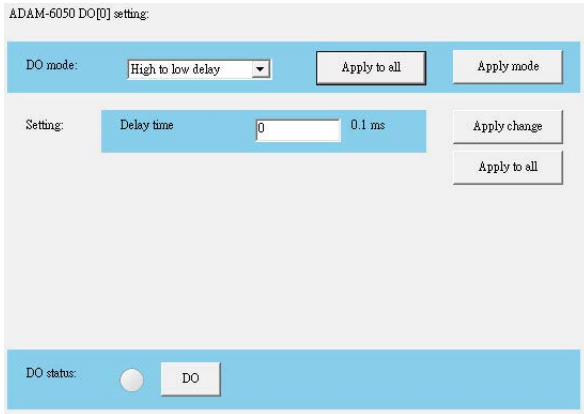 ADAM-6050 DO[0] setting:
DO mode: High to low delay Apply to all Apply mode
Setting: Delay time 0 0.1 ms Apply change
Apply to all
DO status: DO